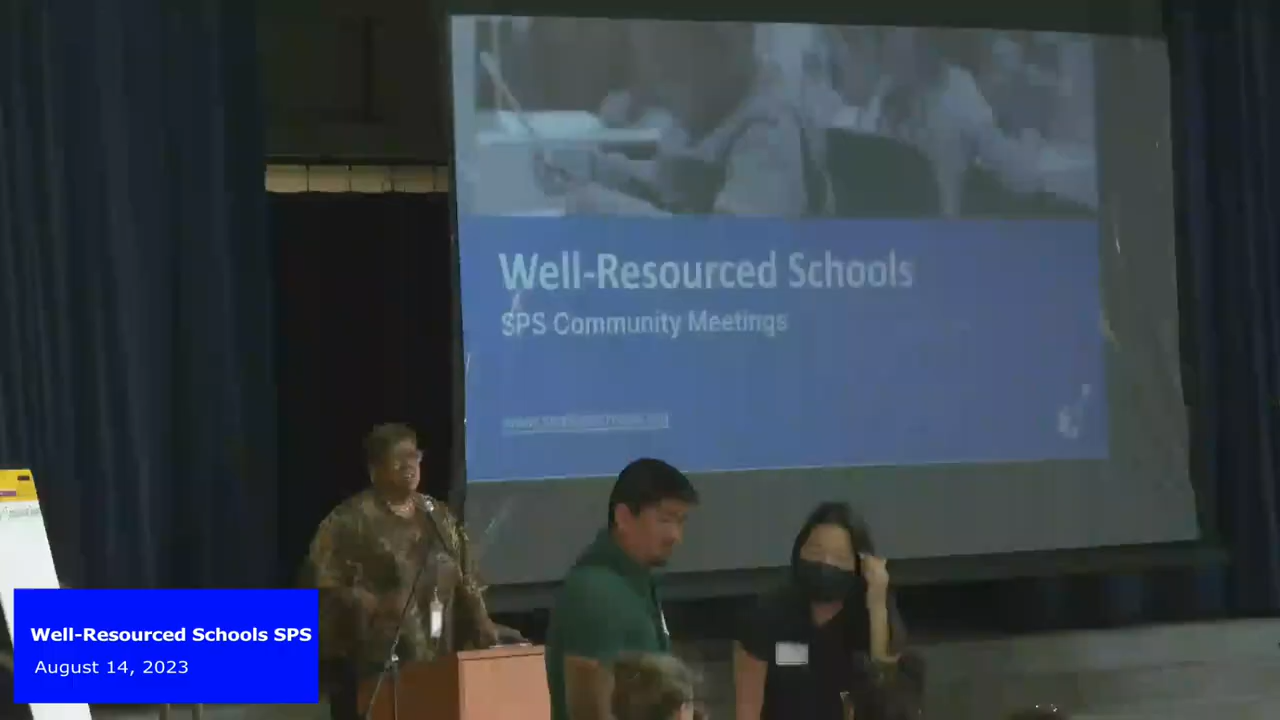 Well-Resourced Schools
SPS Community Meetings
Well-Resourced Schools SPS
August 14, 2023